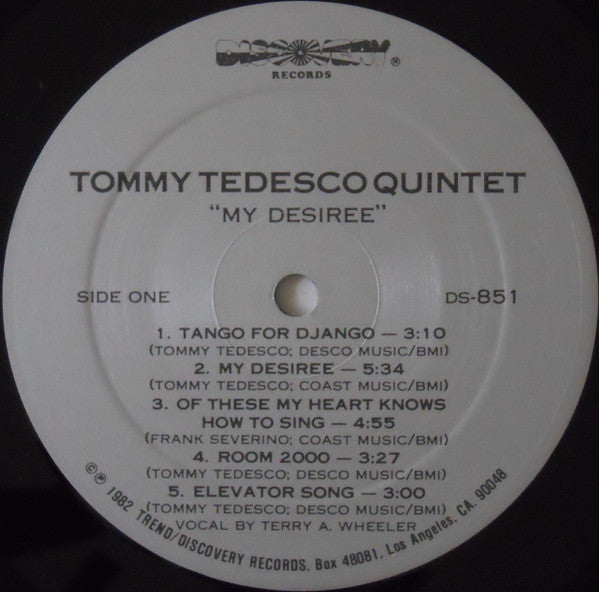 DISCOVERY®
RECORDS
TOMMY TEDESCO QUINTET
"MY DESIREE"
SIDE ONE
DS-851
1. TANGO FOR DJANGO — 3:10
(TOMMY TEDESCO; DESCO MUSIC/BMI)
2. MY DESIREE — 5:34
(TOMMY TEDESCO; COAST MUSIC/BMI)
3. OF THESE MY HEART KNOWS
HOW TO SING — 4:55
(FRANK SEVERINO; COAST MUSIC/BMI)
4. ROOM 2000 — 3:27
(TOMMY TEDESCO; DESCO MUSIC/BMI)
5. ELEVATOR SONG — 3:00
(TOMMY TEDESCO; DESCO MUSIC/BMI)
VOCAL BY TERRY A. WHEELER
©℗ 1982 TREND/DISCOVERY RECORDS. Box 48081, Los Angeles, CA. 90048